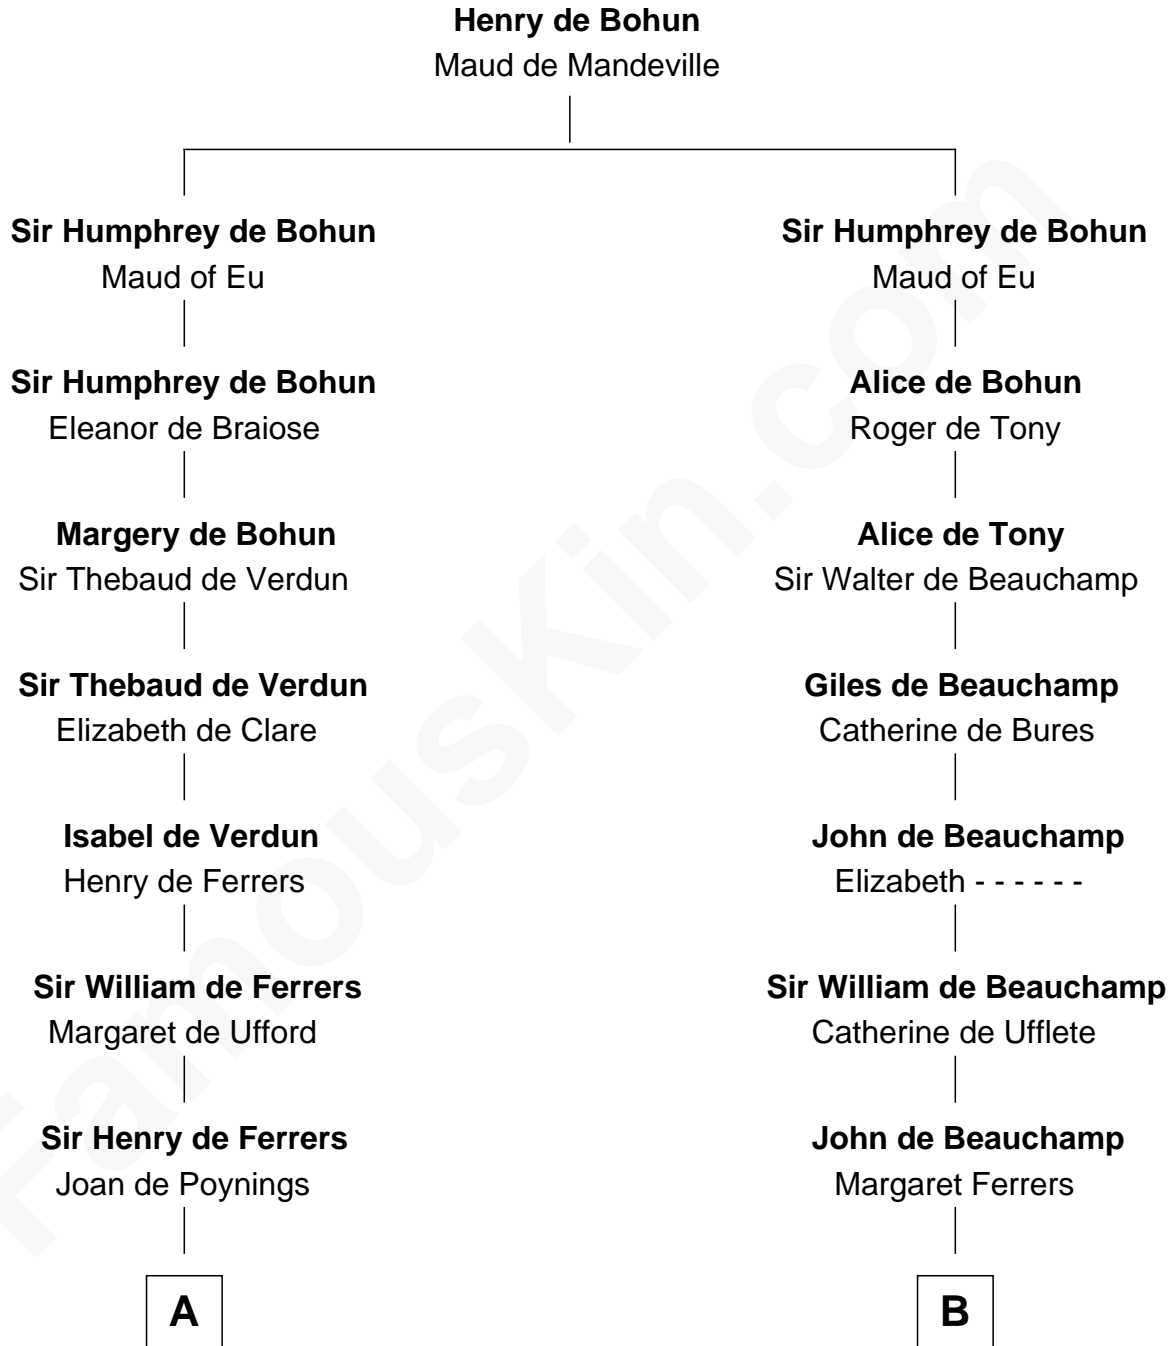 Henry de Bohun
Maud de Mandeville
Sir Humphrey de Bohun
Maud of Eu
Sir Humphrey de Bohun
Eleanor de Braiose
Margery de Bohun
Sir Thebaud de Verdun
Sir Thebaud de Verdun
Elizabeth de Clare
Isabel de Verdun
Henry de Ferrers
Sir William de Ferrers
Margaret de Ufford
Sir Henry de Ferrers
Joan de Poynings
A
Sir Humphrey de Bohun
Maud of Eu
Alice de Bohun
Roger de Tony
Alice de Tony
Sir Walter de Beauchamp
Giles de Beauchamp
Catherine de Bures
John de Beauchamp
Elizabeth - - - - - -
Sir William de Beauchamp
Catherine de Ufflete
John de Beauchamp
Margaret Ferrers
B
FamousKin.com